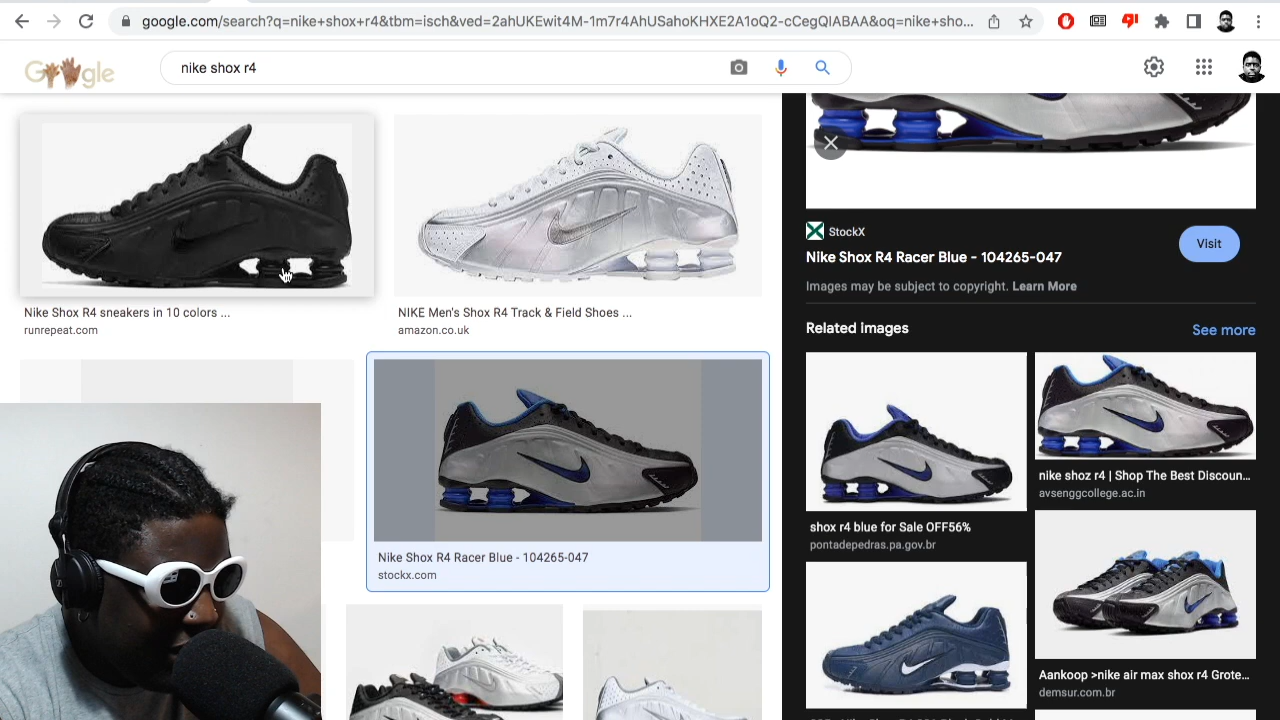 google.com/search?q=nike+shox+r4&tbm=isch&ved=2ahUKEwit4M-1m7r4AhUSahoKHXE2A1oQ2-cCegQIABAA&oq=nike+sho...
Google
nike shox r4
Nike Shox R4 sneakers in 10 colors ...
runrepeat.com
NIKE Men's Shox R4 Track & Field Shoes ...
amazon.co.uk
Nike Shox R4 Racer Blue - 104265-047
stockx.com
StockX
Nike Shox R4 Racer Blue - 104265-047
Visit
Images may be subject to copyright. Learn More
Related images
See more
shox r4 blue for Sale OFF56%
pontadepedras.pa.gov.br
nike shoz r4 | Shop The Best Discoun...
avsenggcollege.ac.in
Aankoop >nike air max shox r4 Grote...
demsur.com.br